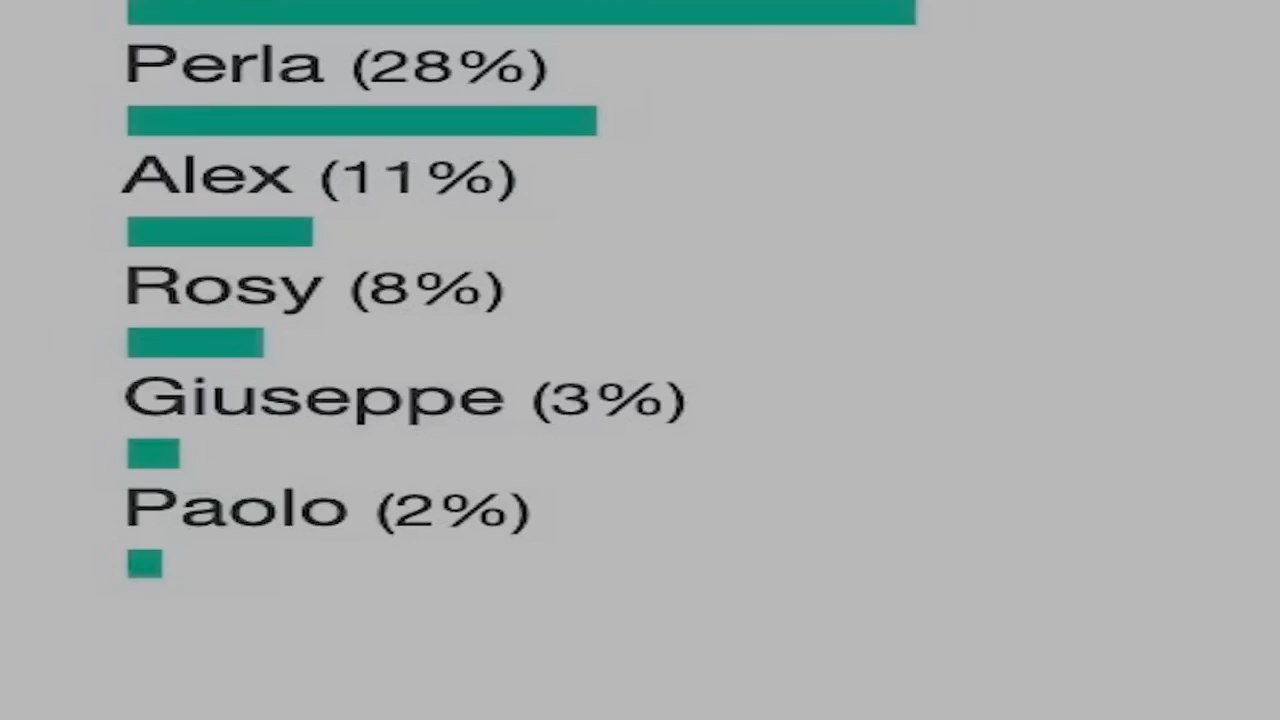 Perla (28%)
Alex (11%)
Rosy (8%)
Giuseppe (3%)
Paolo (2%)